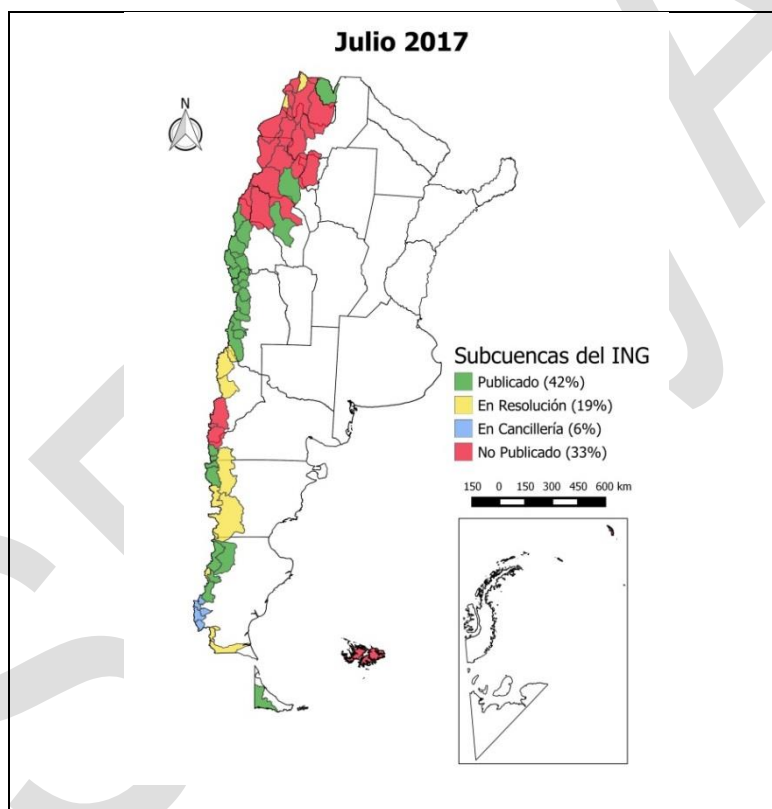 Julio 2017
N
Subcuencas del ING
Publicado (42%)
En Resolución (19%)
En Cancillería (6%)
No Publicado (33%)
150 0 150 300 450 600 km